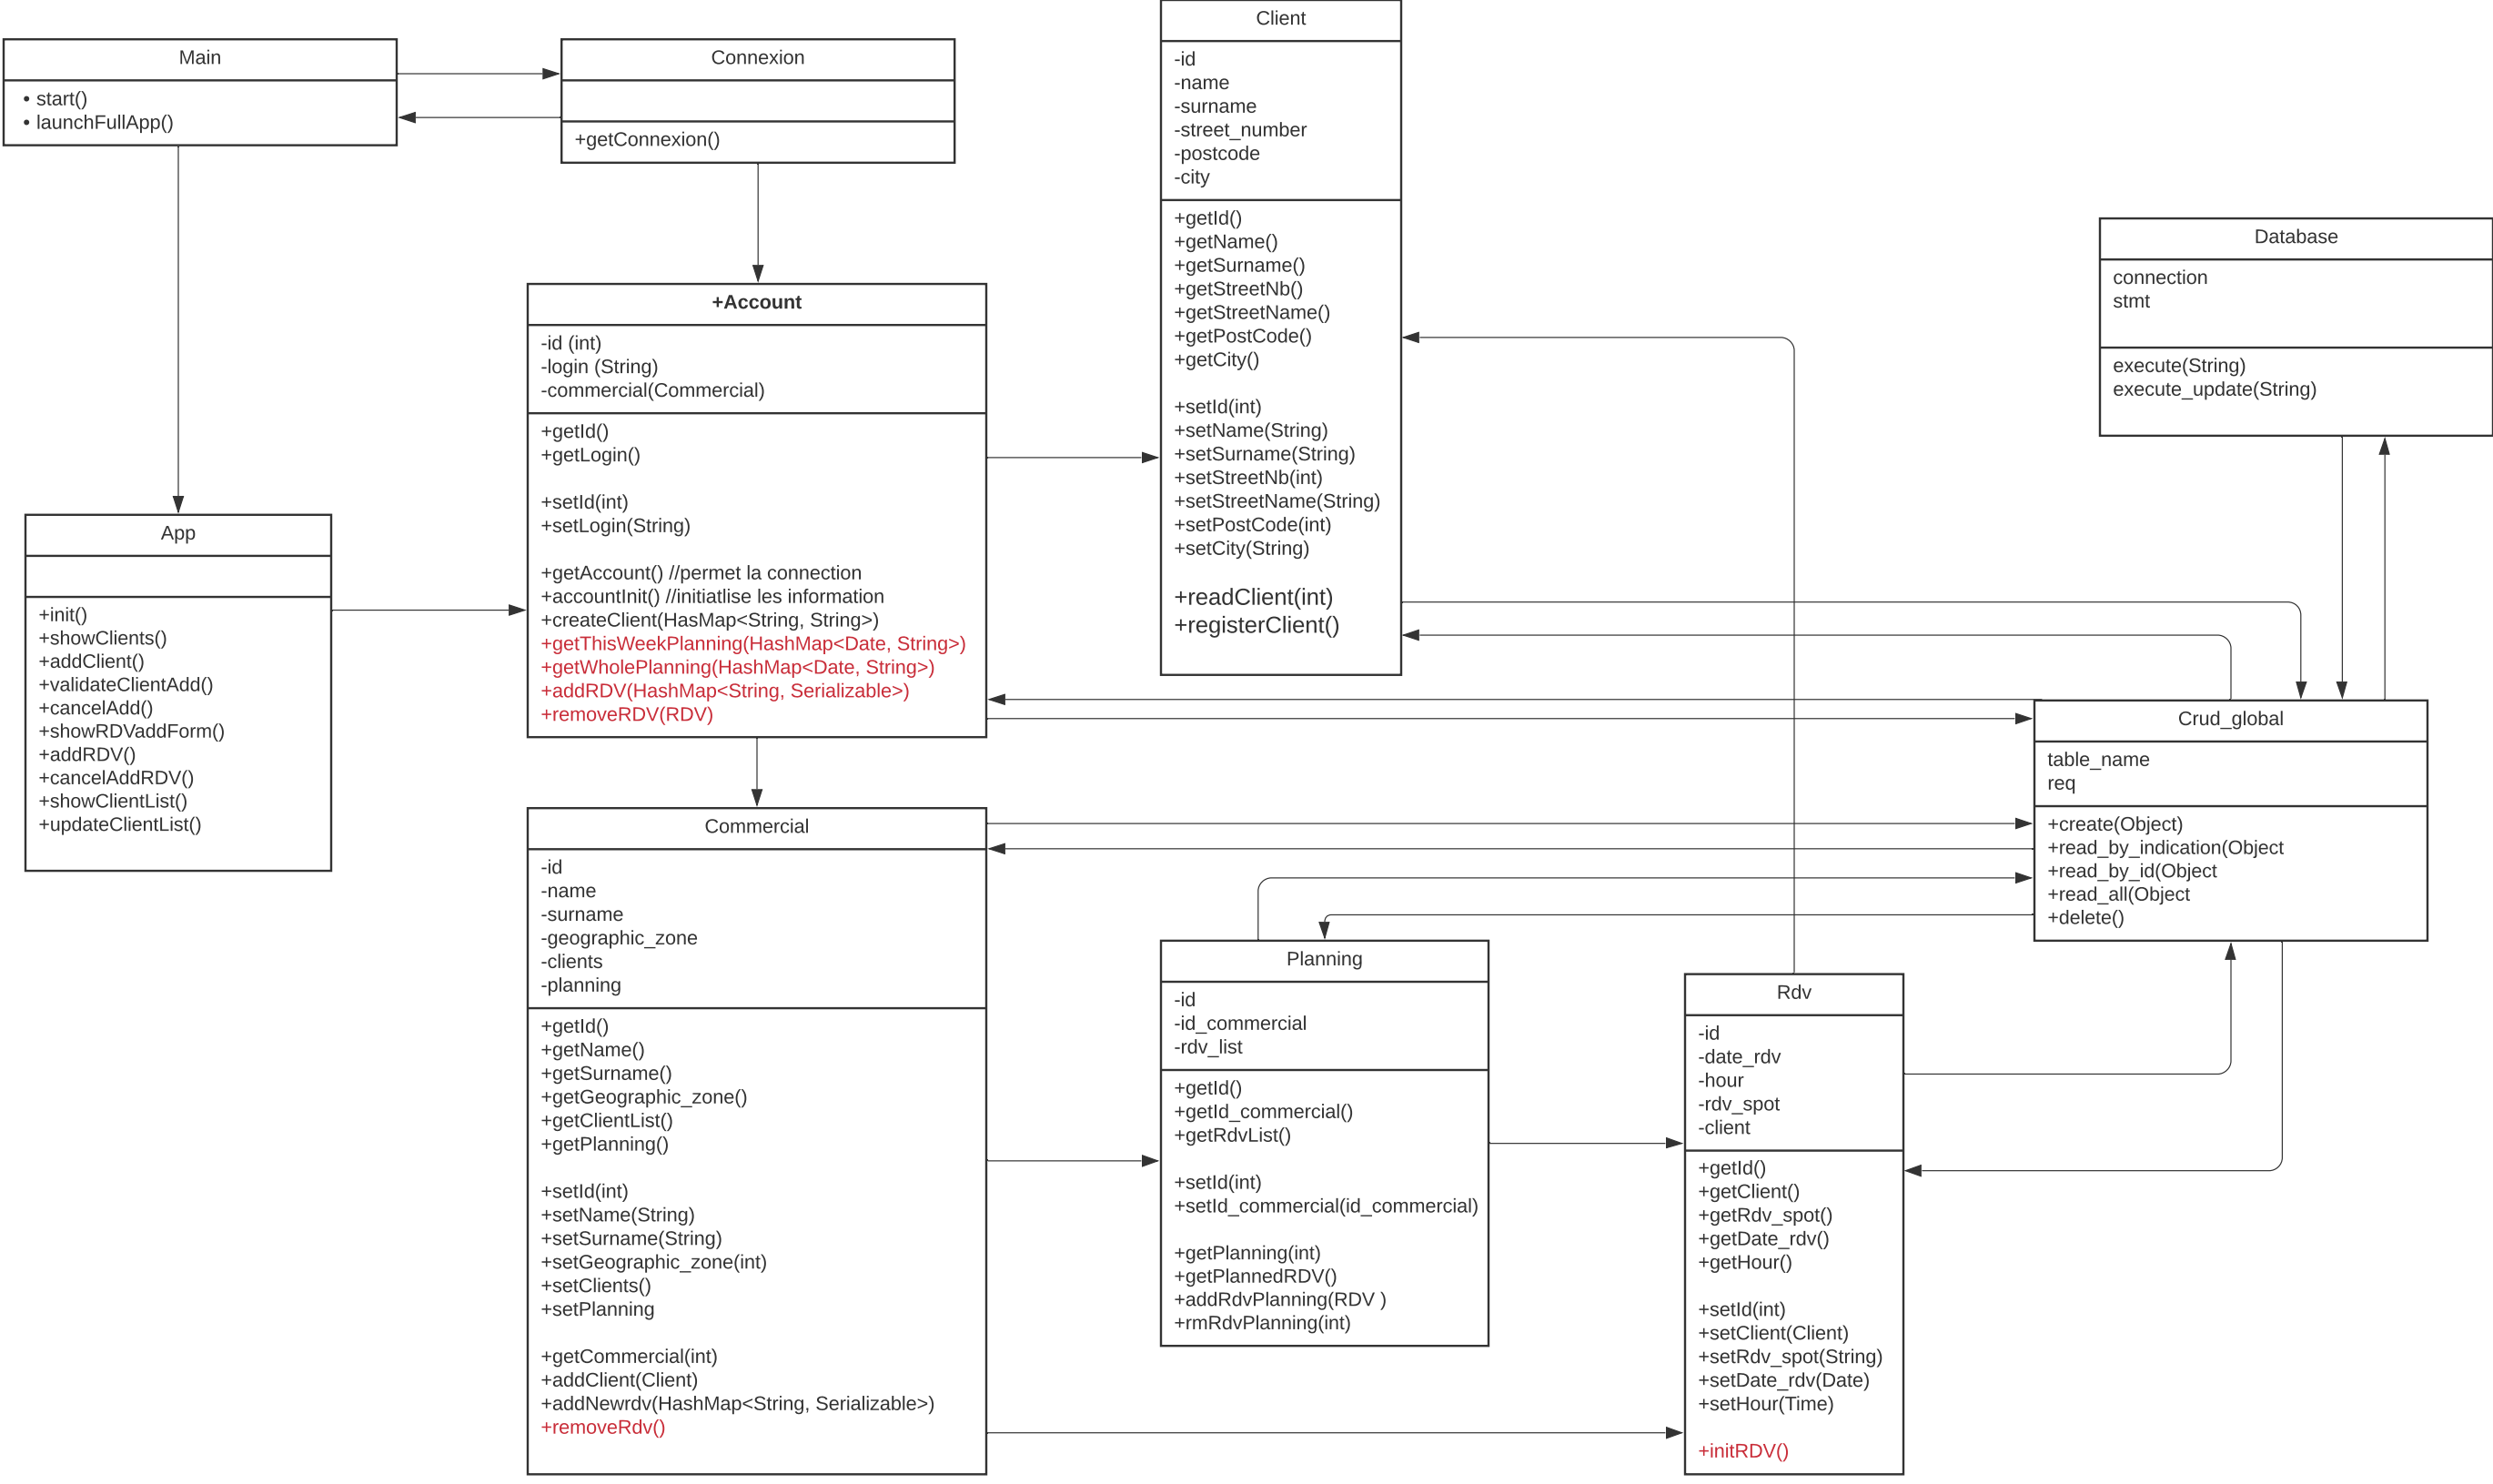 Main
• start()
• launchFullApp()
Connexion
+getConnexion()
Client
-id
-name
-surname
-street_number
-postcode
-city
+getId()
+getName()
+getSurname()
+getStreetNb()
+getStreetName()
+getPostCode()
+getCity()
+setId(int)
+setName(String)
+setSurname(String)
+setStreetNb(int)
+setStreetName(String)
+setPostCode(int)
+setCity(String)
+readClient(int)
+registerClient()
Database
connection
stmt
execute(String)
execute_update(String)
+Account
-id (int)
-login (String)
-commercial(Commercial)
+getId()
+getLogin()
+setId(int)
+setLogin(String)
+getAccount() //permet la connection
+accountInit() //initiatlise les information
+createClient(HasMap<String, String>)
+getThisWeekPlanning(HashMap<Date, String>)
+getWholePlanning(HashMap<Date, String>)
+addRDV(HashMap<String, Serializable>)
+removeRDV(RDV)
App
+init()
+showClients()
+addClient()
+validateClientAdd()
+cancelAdd()
+showRDVaddForm()
+addRDV()
+cancelAddRDV()
+showClientList()
+updateClientList()
Crud_global
table_name
req
+create(Object)
+read_by_indication(Object
+read_by_id(Object
+read_all(Object
+delete()
Commercial
-id
-name
-surname
-geographic_zone
-clients
-planning
+getId()
+getName()
+getSurname()
+getGeographic_zone()
+getClientList()
+getPlanning()
+setId(int)
+setName(String)
+setSurname(String)
+setGeographic_zone(int)
+setClients()
+setPlanning
+getCommercial(int)
+addClient(Client)
+addNewrdv(HashMap<String, Serializable>)
+removeRdv()
Planning
-id
-id_commercial
-rdv_list
+getId()
+getId_commercial()
+getRdvList()
+setId(int)
+setId_commercial(id_commercial)
+getPlanning(int)
+getPlannedRDV()
+addRdvPlanning(RDV )
+rmRdvPlanning(int)
Rdv
-id
-date_rdv
-hour
-rdv_spot
-client
+getId()
+getClient()
+getRdv_spot()
+getDate_rdv()
+getHour()
+setId(int)
+setClient(Client)
+setRdv_spot(String)
+setDate_rdv(Date)
+setHour(Time)
+initRDV()